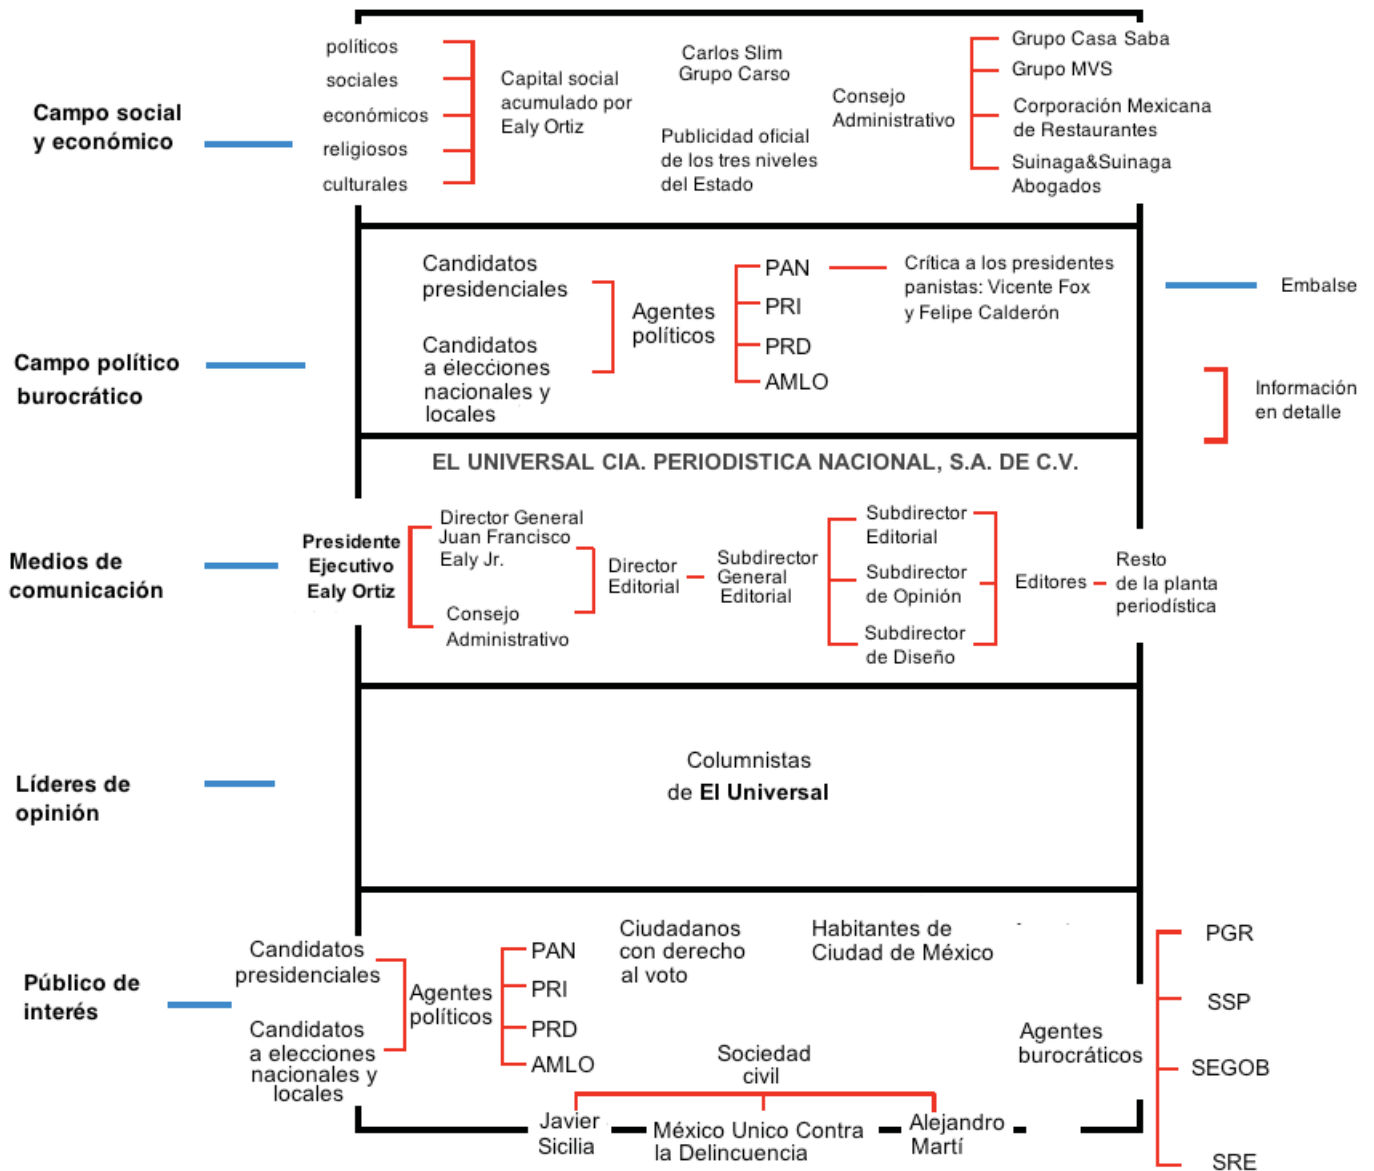 Campo social
y económico
políticos
sociales
económicos
religiosos
culturales
Capital social
acumulado por
Ealy Ortiz
Carlos Slim
Grupo Carso
Publicidad oficial
de los tres niveles
del Estado
Consejo
Administrativo
Grupo Casa Saba
Grupo MVS
Corporación Mexicana
de Restaurantes
Suinaga&Suinaga
Abogados
Campo político
burocrático
Candidatos
presidenciales
Candidatos
a elecciones
nacionales y
locales
Agentes
políticos
PAN
PRI
PRD
AMLO
Crítica a los presidentes
panistas: Vicente Fox
y Felipe Calderón
Embalse
Información
en detalle
Medios de
comunicación
EL UNIVERSAL CIA. PERIODISTICA NACIONAL, S.A. DE C.V.
Presidente
Ejecutivo
Ealy Ortiz
Director General
Juan Francisco
Ealy Jr.
Consejo
Administrativo
Director
Editorial
Subdirector
General
Editorial
Subdirector
Editorial
Subdirector
de Opinión
Subdirector
de Diseño
Editores
Resto
de la planta
periodística
Líderes de
opinión
Columnistas
de El Universal
Público de
interés
Candidatos
presidenciales
Candidatos
a elecciones
nacionales y
locales
Agentes
políticos
PAN
PRI
PRD
AMLO
Ciudadanos
con derecho
al voto
Habitantes de
Ciudad de México
Sociedad
civil
Javier
Sicilia
México Unico Contra
la Delincuencia
Alejandro
Martí
Agentes
burocráticos
PGR
SSP
SEGOB
SRE